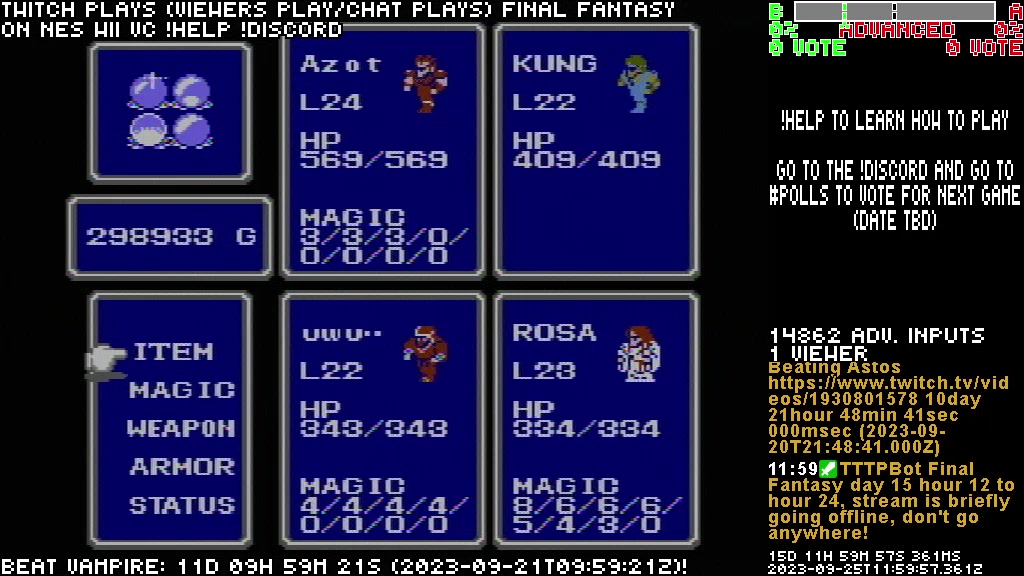 TWITCH PLAYS (VIEWERS PLAY/CHAT PLAYS) FINAL FANTASY
ON NES WII VC !HELP !DISCORD
B A
0% ADVANCED 0%
0 VOTE 0 VOTE
!HELP TO LEARN HOW TO PLAY
GO TO THE !DISCORD AND GO TO
#POLLS TO VOTE FOR NEXT GAME
(DATE TBD)
Azot
L24
HP
569/569
MAGIC
3/3/3/0/
0/0/0/0
KUNG
L22
HP
409/409
298933 G
ITEM
MAGIC
WEAPON
ARMOR
STATUS
uwu··
L22
HP
343/343
MAGIC
4/4/4/4/
0/0/0/0
ROSA
L23
HP
334/334
MAGIC
8/6/6/6/
5/4/3/0
14862 ADV. INPUTS
1 VIEWER
Beating Astos
https://www.twitch.tv/vid
eos/1930801578 10day
21hour 48min 41sec
000msec (2023-09-
20T21:48:41.000Z)
11:59 TTTPBot Final
Fantasy day 15 hour 12 to
hour 24, stream is briefly
going offline, don't go
anywhere!
15D 11H 59M 57S 361MS
2023-09-25T11:59:57.361Z
BEAT VAMPIRE: 11D 09H 59M 21S (2023-09-21T09:59:21Z)!